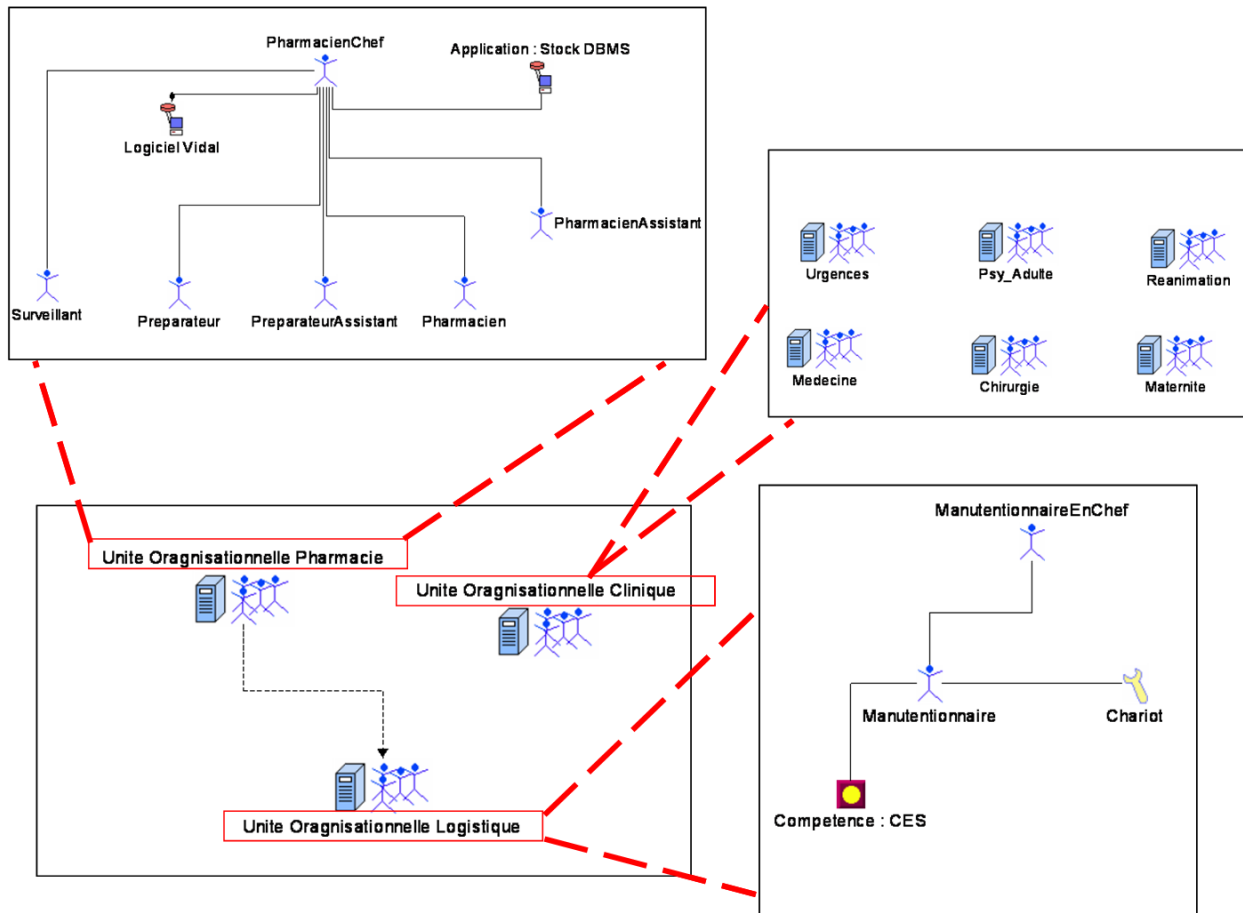 PharmacienChef
Application : Stock DBMS
Logiciel Vidal
PharmacienAssistant
Surveillant
Preparateur
PreparateurAssistant
Pharmacien
Urgences
Psy_Adulte
Reanimation
Medecine
Chirurgie
Maternite
Unite Oragnisationnelle Pharmacie
Unite Oragnisationnelle Clinique
Unite Oragnisationnelle Logistique
ManutentionnaireEnChef
Manutentionnaire
Chariot
Competence : CES